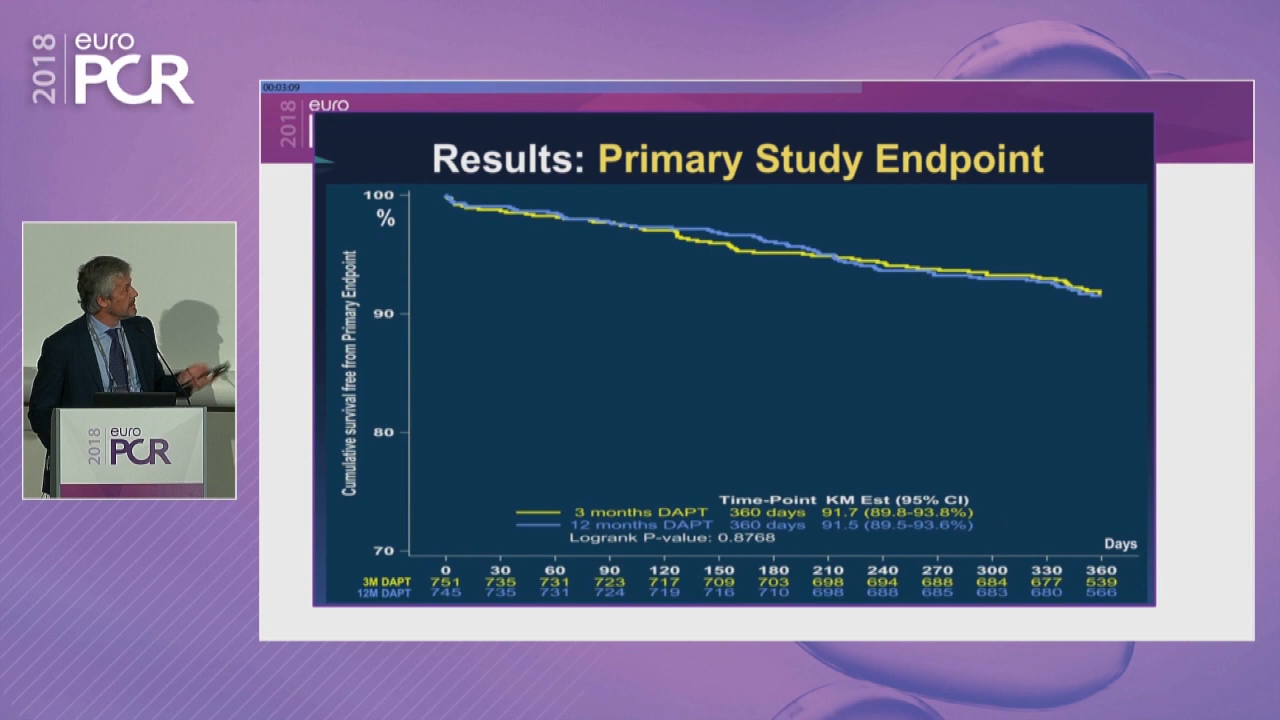 2018 euro PCR
00:03:09
2018 euro
Results: Primary Study Endpoint
100
%
90
80
70
Cumulative survival free from Primary Endpoint
Time-Point KM Est (95% CI)
3 months DAPT 360 days 91.7 (89.8-93.8%)
12 months DAPT 360 days 91.5 (89.5-93.6%)
Logrank P-value: 0.8768
Days
0 30 60 90 120 150 180 210 240 270 300 330 360
3M DAPT 751 735 731 723 717 709 703 698 694 688 684 677 539
12M DAPT 745 735 731 724 719 716 710 698 688 685 683 680 566
2018 euro PCR